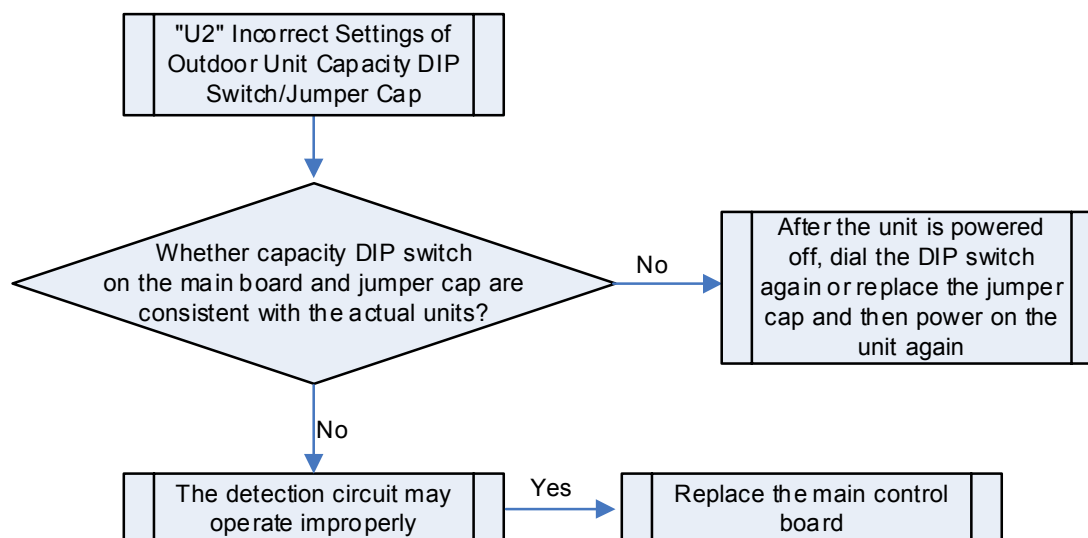 "U2" Incorrect Settings of
Outdoor Unit Capacity DIP
Switch/Jumper Cap
Whether capacity DIP switch
on the main board and jumper cap are
consistent with the actual units?
No
After the unit is powered
off, dial the DIP switch
again or replace the jumper
cap and then power on the
unit again
No
The detection circuit may
operate improperly
Yes
Replace the main control
board